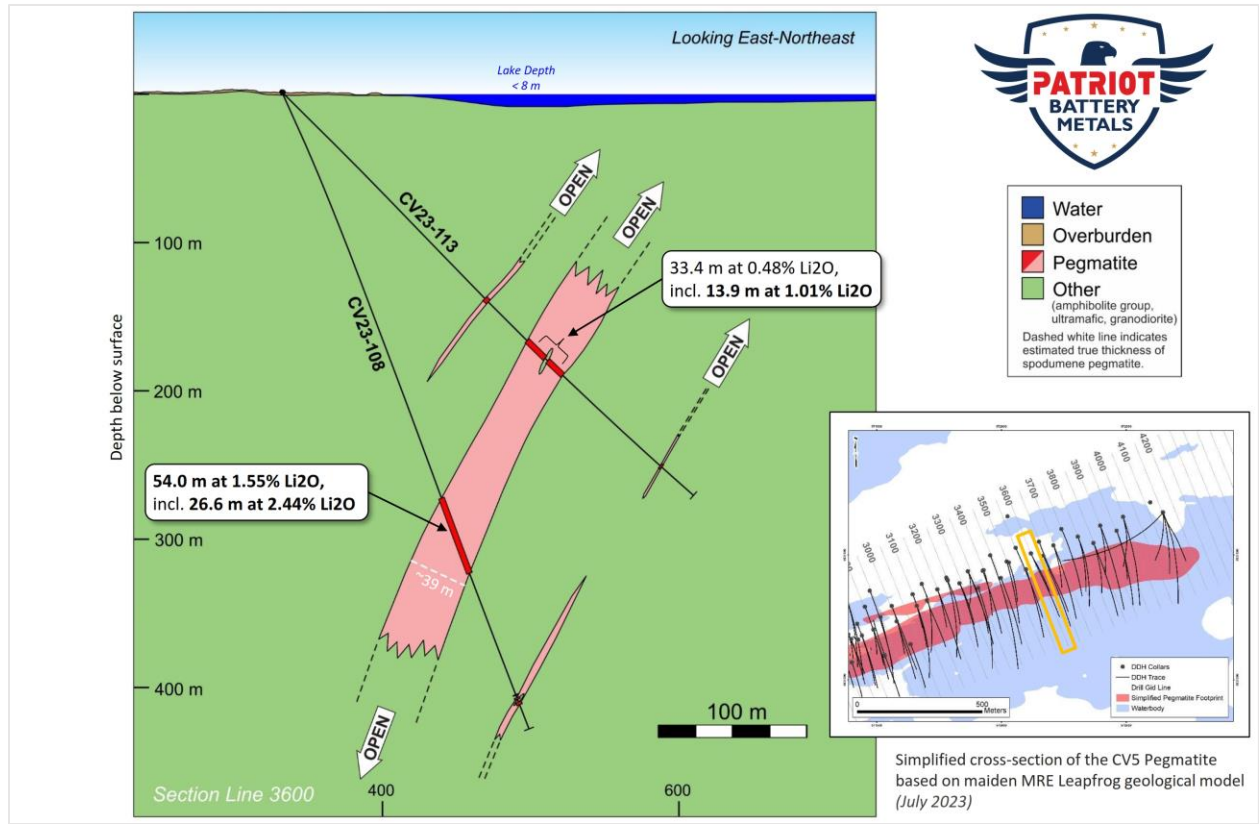 Looking East-Northeast
Lake Depth
< 8 m
PATRIOT
BATTERY
METALS
Water
Overburden
Pegmatite
Other
(amphibolite group,
ultramafic, granodiorite)
Dashed white line indicates
estimated true thickness of
spodumene pegmatite.
Depth below surface
100 m
200 m
300 m
400 m
CV23-113
CV23-108
OPEN
OPEN
OPEN
OPEN
33.4 m at 0.48% Li2O,
incl. 13.9 m at 1.01% Li2O
54.0 m at 1.55% Li2O,
incl. 26.6 m at 2.44% Li2O
~39 m
100 m
Section Line 3600
400
600
3000
3100
3200
3300
3400
3500
3600
3700
3800
3900
4000
4100
4200
0
500
Meters
DDH Collars
DDH Trace
Drill Gid Line
Simplified Pegmatite Footprint
Waterbody
Simplified cross-section of the CV5 Pegmatite
based on maiden MRE Leapfrog geological model
(July 2023)